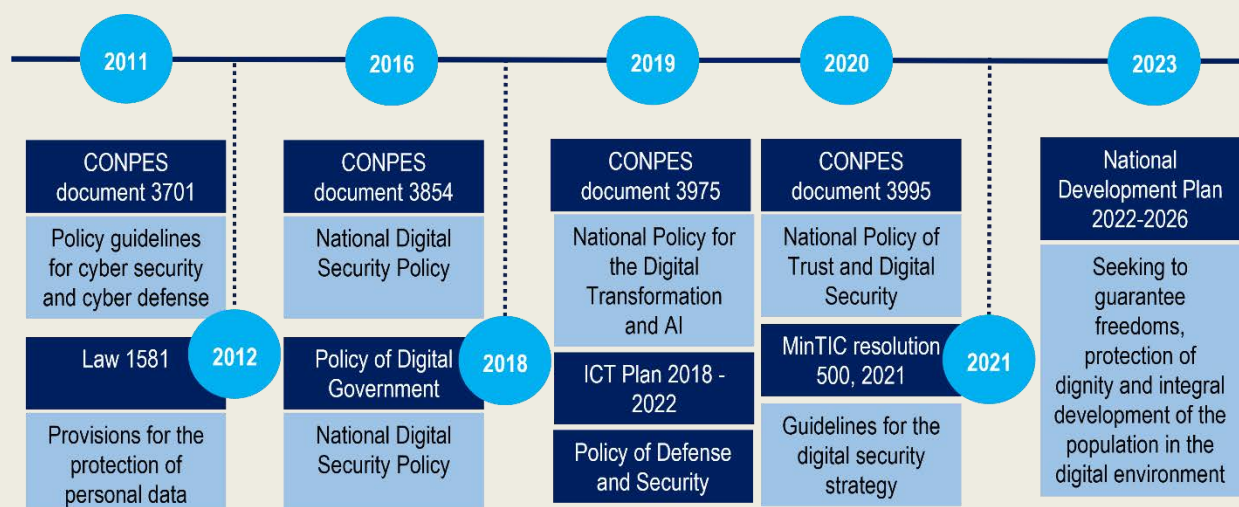 2011
2016
2019
2020
2023
CONPES
document 3701
Policy guidelines
for cyber security
and cyber defense
Law 1581
2012
Provisions for the
protection of
personal data
CONPES
document 3854
National Digital
Security Policy
Policy of Digital
Government
2018
National Digital
Security Policy
CONPES
document 3975
National Policy for
the Digital
Transformation
and AI
ICT Plan 2018 -
2022
Policy of Defense
and Security
CONPES
document 3995
National Policy of
Trust and Digital
Security
MinTIC resolution
500, 2021
2021
Guidelines for the
digital security
strategy
National
Development Plan
2022-2026
Seeking to
guarantee
freedoms,
protection of
dignity and integral
development of the
population in the
digital environment